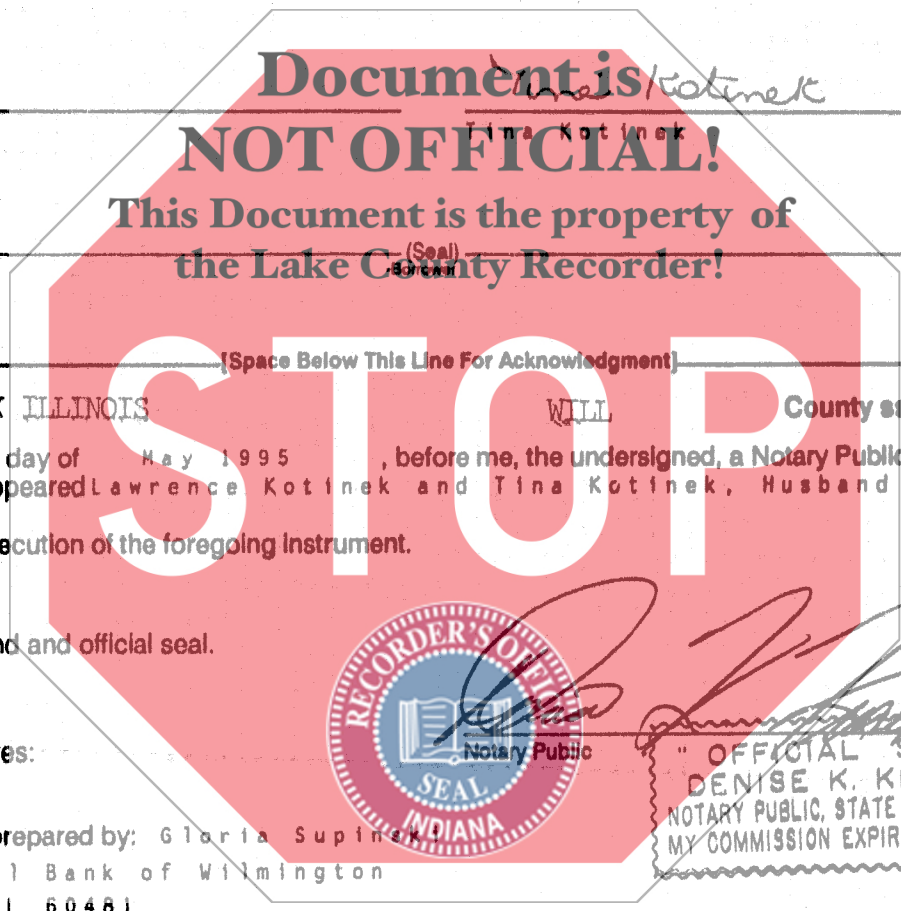 Document is
Tina Kotinek
NOT OFFICIAL!
Tina Kotinek
This Document is the property of
(Seal)
-Borrower
the Lake County Recorder!
STOP
[Space Below This Line For Acknowledgment]
ILLINOIS WILL County ss
day of May 1995 , before me, the undersigned, a Notary Public
ppeared Lawrence Kotinek and Tina Kotinek, Husband
ecution of the foregoing instrument.
nd and official seal.
RECORDER'S OFFICE
SEAL
INDIANA
Notary Public
es:
" OFFICIAL S
DENISE K. K
NOTARY PUBLIC, STATE
MY COMMISSION EXPIR
repared by: Gloria Supinski
l Bank of Wilmington
60481